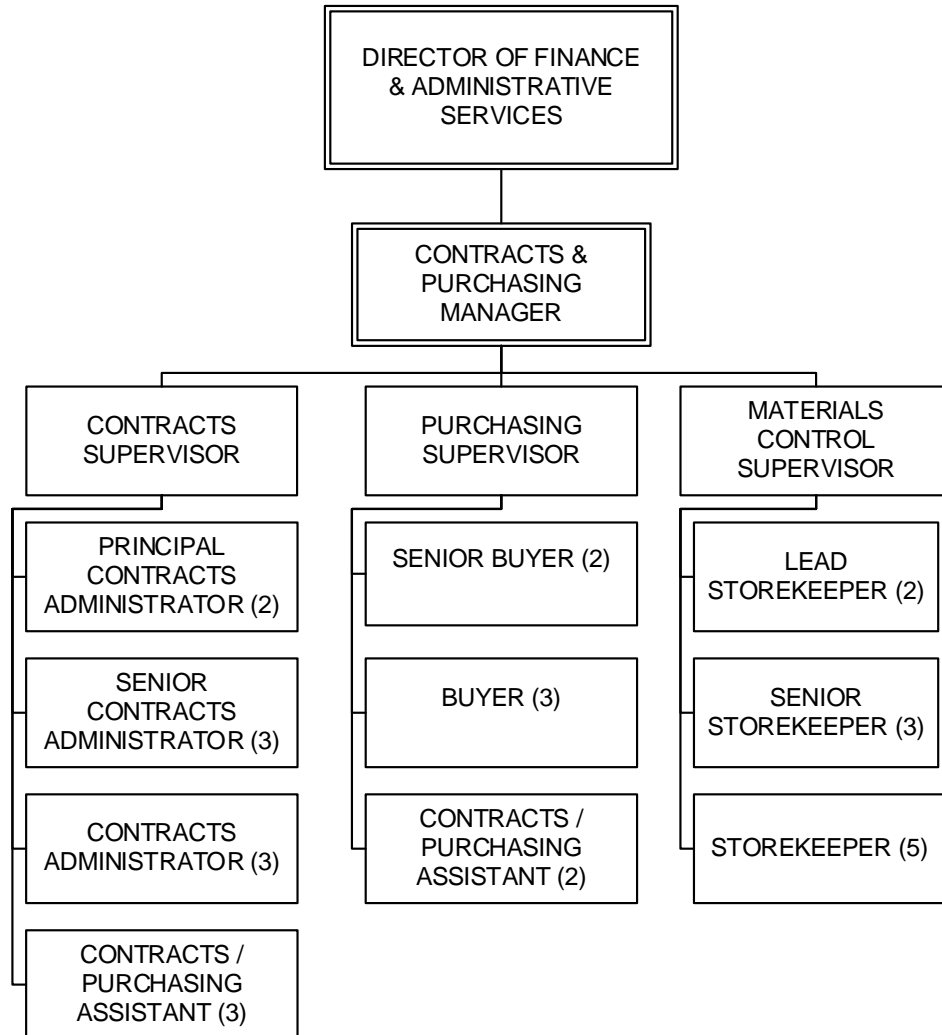 DIRECTOR OF FINANCE
& ADMINISTRATIVE
SERVICES
CONTRACTS &
PURCHASING
MANAGER
CONTRACTS
SUPERVISOR
PURCHASING
SUPERVISOR
MATERIALS
CONTROL
SUPERVISOR
PRINCIPAL
CONTRACTS
ADMINISTRATOR (2)
SENIOR BUYER (2)
LEAD
STOREKEEPER (2)
SENIOR
CONTRACTS
ADMINISTRATOR (3)
BUYER (3)
SENIOR
STOREKEEPER (3)
CONTRACTS
ADMINISTRATOR (3)
CONTRACTS /
PURCHASING
ASSISTANT (2)
STOREKEEPER (5)
CONTRACTS /
PURCHASING
ASSISTANT (3)